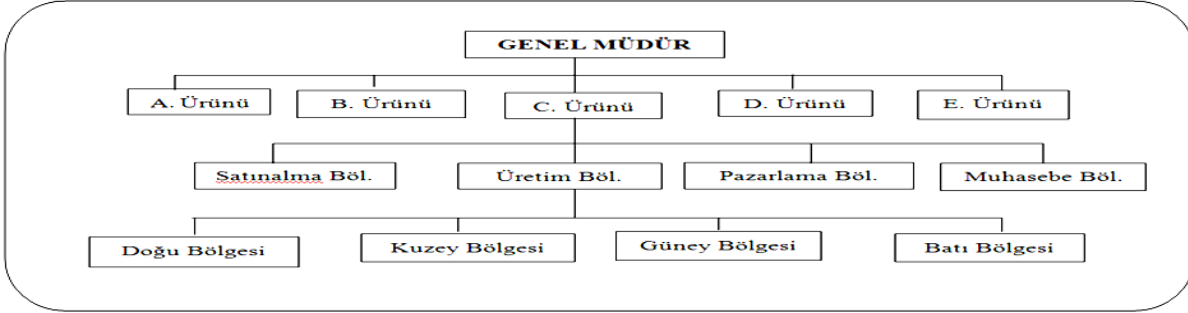 GENEL MÜDÜR
A. Ürünü
B. Ürünü
C. Ürünü
D. Ürünü
E. Ürünü
Satınalma Böl.
Üretim Böl.
Pazarlama Böl.
Muhasebe Böl.
Doğu Bölgesi
Kuzey Bölgesi
Güney Bölgesi
Batı Bölgesi